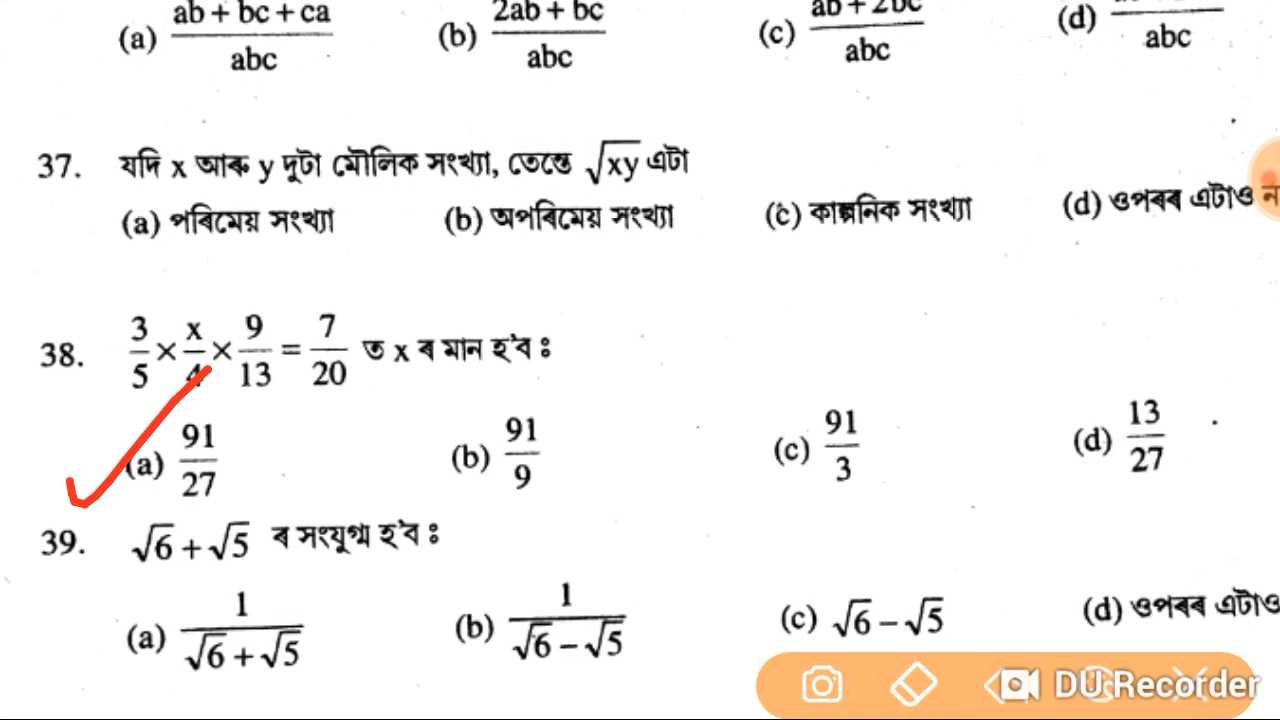 (a) ab + bc + ca / abc (b) 2ab + bc / abc (c) ab + 2bc / abc (d) abc
37. যদি x আৰু y দুটা মৌলিক সংখ্যা, তেন্তে √xy এটা
(a) পৰিমেয় সংখ্যা (b) অপৰিমেয় সংখ্যা (c) কাল্পনিক সংখ্যা (d) ওপৰৰ এটাও ন
38. 3/5 × x/4 × 9/13 = 7/20 ত x ৰ মান হ'ব :
(a) 91/27 (b) 91/9 (c) 91/3 (d) 13/27
39. √6 + √5 ৰ সংযুগ্ম হ'ব :
(a) 1/√6 + √5 (b) 1/√6 − √5 (c) √6 − √5 (d) ওপৰৰ এটাও
DU Recorder